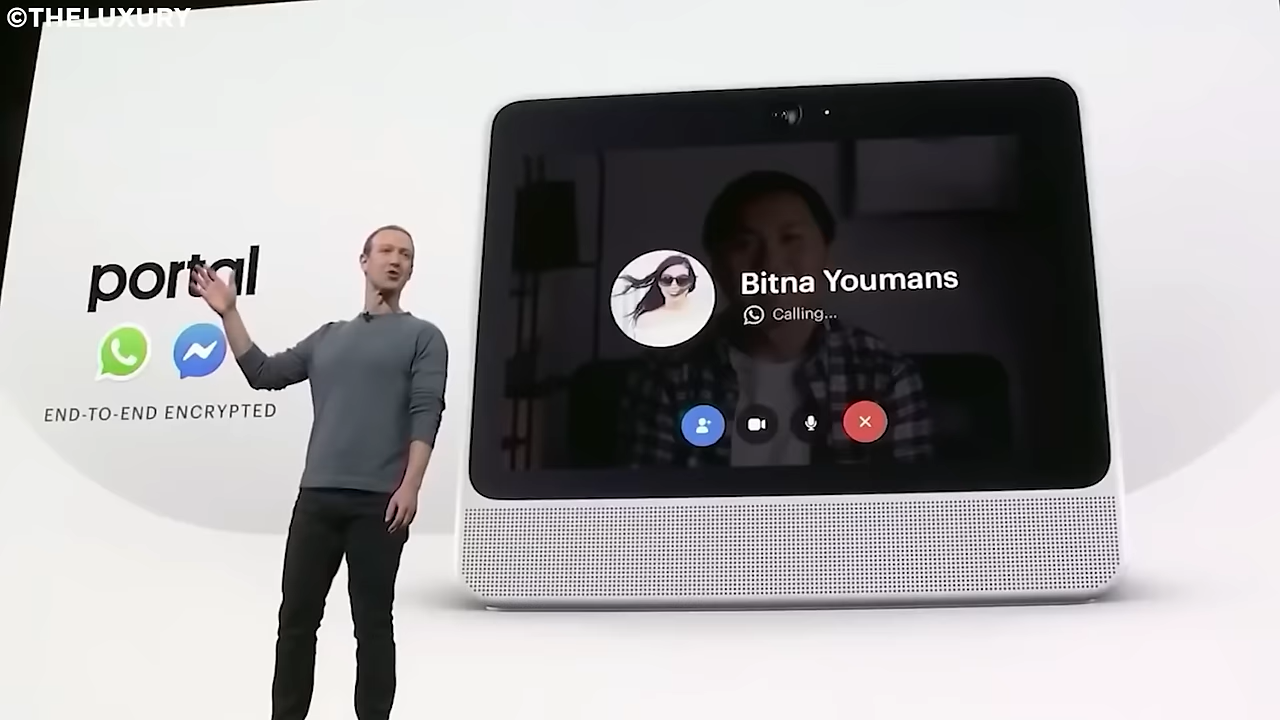 ©THELUXURY
portal
END-TO-END ENCRYPTED
Bitna Youmans
Calling...